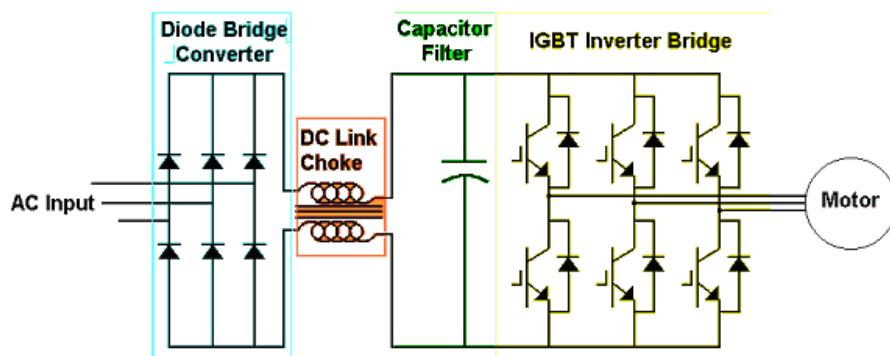 Diode Bridge
Converter
Capacitor
Filter
IGBT Inverter Bridge
DC Link
Choke
AC Input
Motor